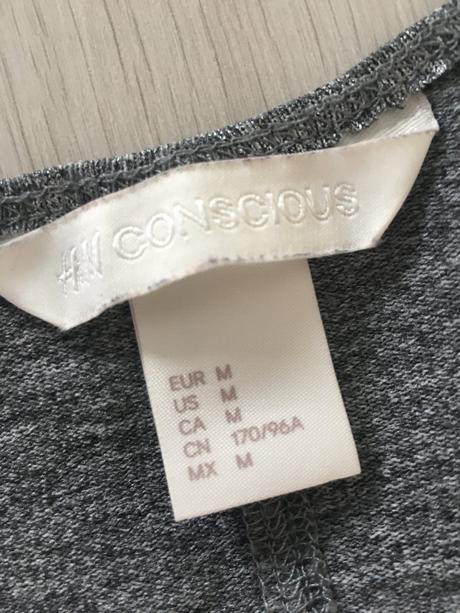 H&M CONSCIOUS
EUR M
US M
CA M
CN 170/96A
MX M